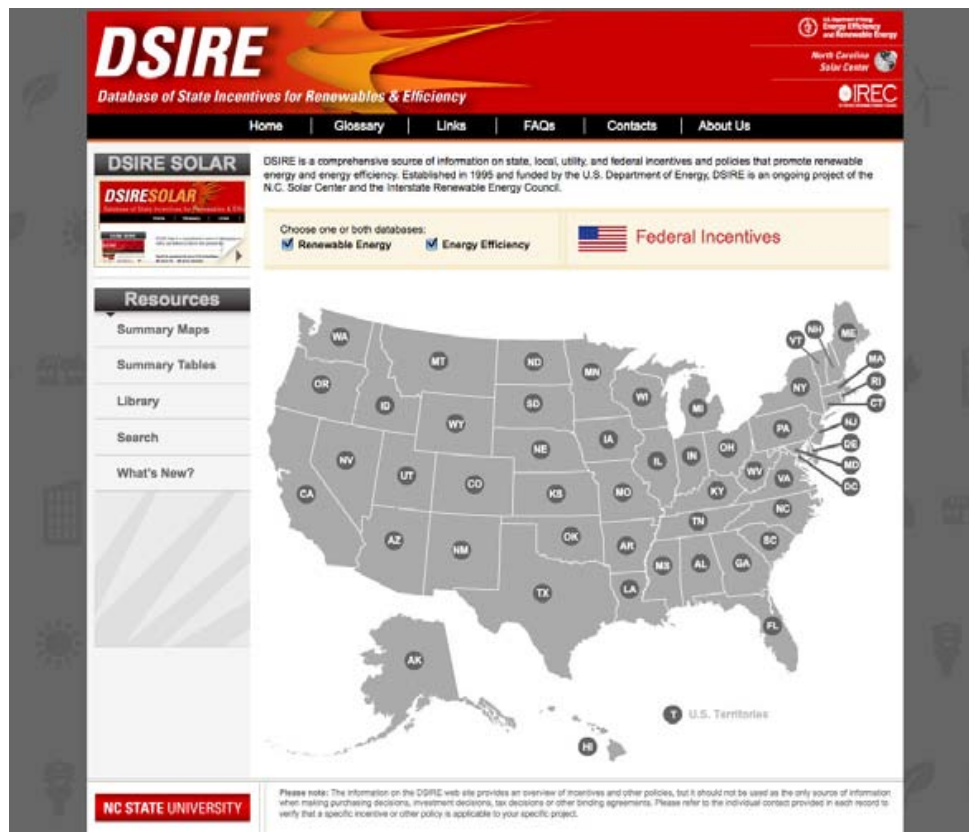 DSIRE
Database of State Incentives for Renewables & Efficiency
U.S. Department of Energy
Energy Efficiency
and Renewable Energy
North Carolina
Solar Center
IREC
Home | Glossary | Links | FAQs | Contacts | About Us
DSIRE SOLAR
DSIRESOLAR
Resources
Summary Maps
Summary Tables
Library
Search
What's New?
DSIRE is a comprehensive source of information on state, local, utility, and federal incentives and policies that promote renewable
energy and energy efficiency. Established in 1995 and funded by the U.S. Department of Energy, DSIRE is an ongoing project of the
N.C. Solar Center and the Interstate Renewable Energy Council.
Choose one or both databases:
Renewable Energy Energy Efficiency
Federal Incentives
WA
MT
ND
MN
VT
NH
ME
MA
OR
ID
SD
WI
MI
NY
RI
CT
WY
NJ
PA
NV
UT
CO
NE
IA
IL
IN
OH
DE
MD
DC
WV
VA
CA
KS
MO
KY
NC
AZ
NM
OK
AR
TN
SC
TX
LA
MS
AL
GA
FL
AK
HI
T U.S. Territories
NC STATE UNIVERSITY
Please note: The information on the DSIRE web site provides an overview of incentives and other policies, but it should not be used as the only source of information
when making purchasing decisions, investment decisions, tax decisions or other binding agreements. Please refer to the individual contact provided in each record to
verify that a specific incentive or other policy is applicable to your specific project.